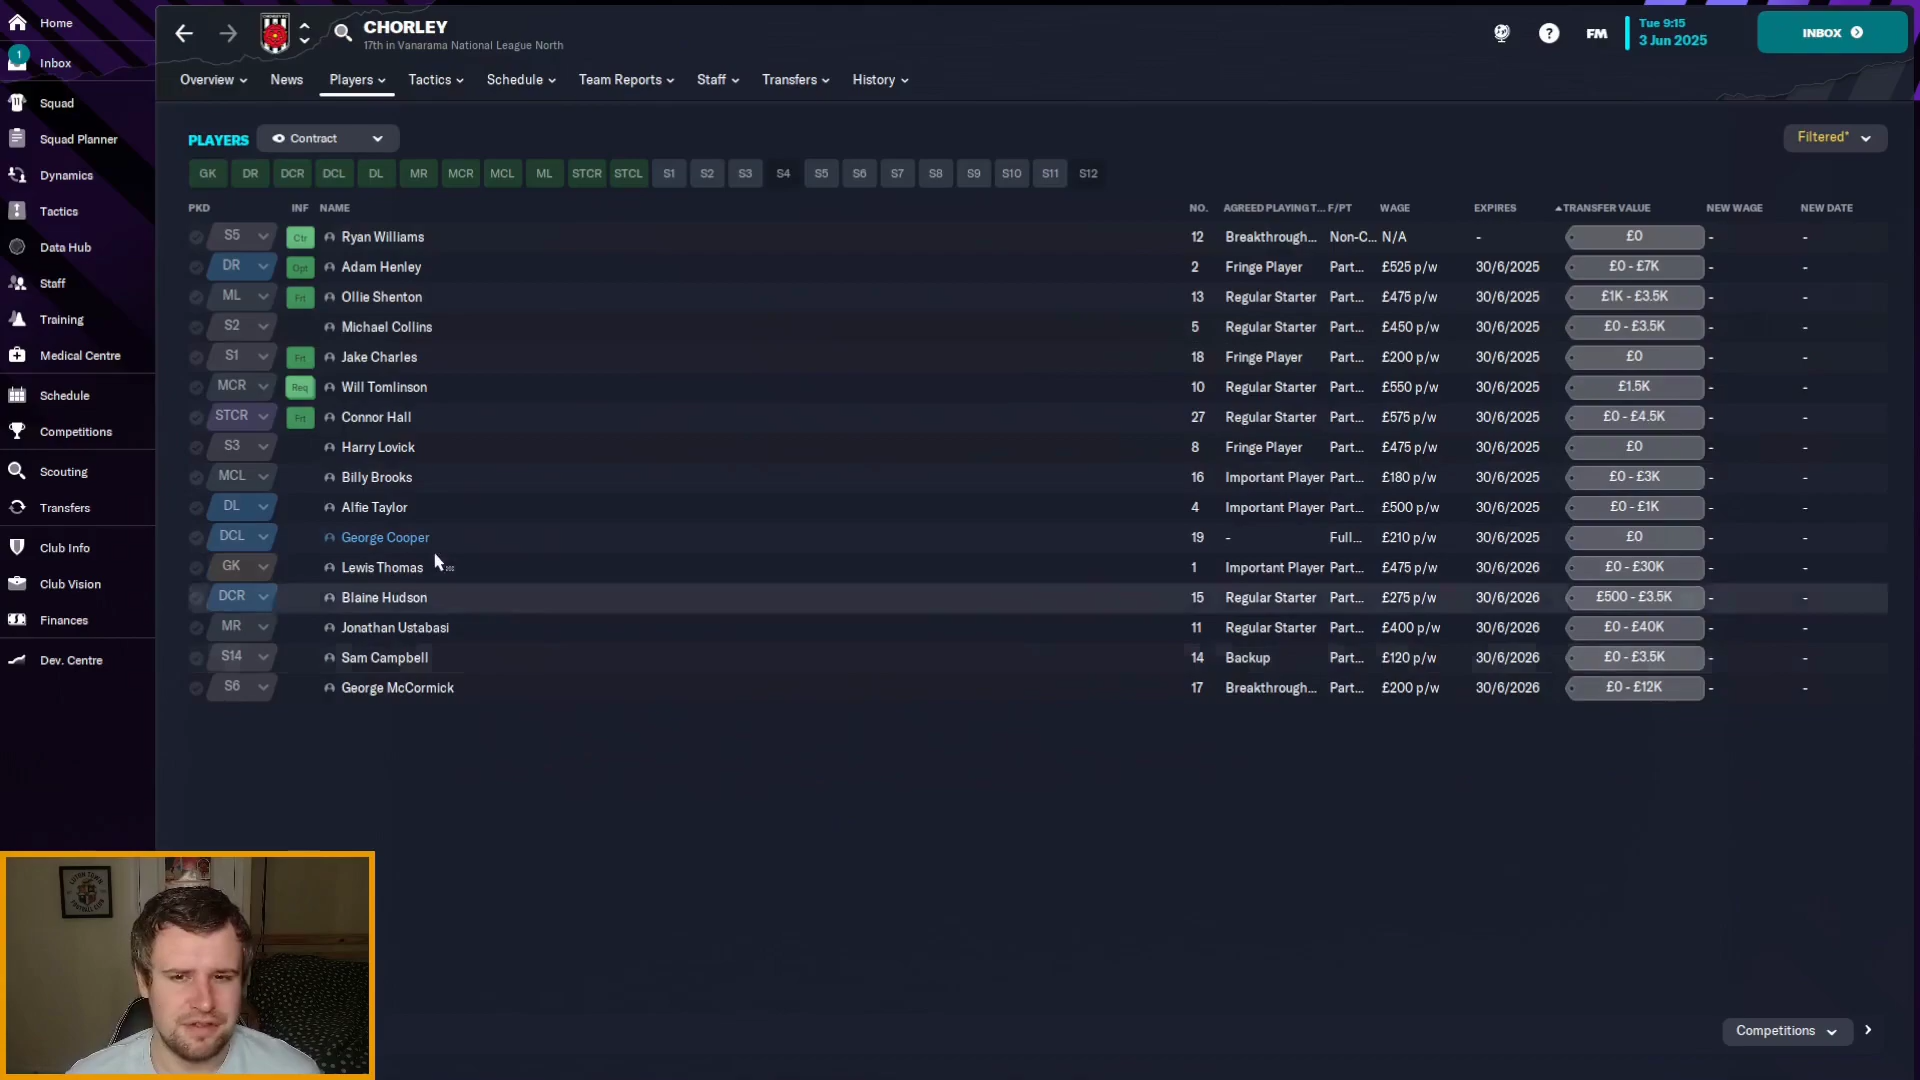 Home
Inbox
1
Squad
Squad Planner
Dynamics
Tactics
Data Hub
Staff
Training
Medical Centre
Schedule
Competitions
Scouting
Transfers
Club Info
Club Vision
Finances
Dev. Centre
CHORLEY
17th in Vanarama National League North
? FM Tue 9:15
3 Jun 2025
INBOX
Overview News Players Tactics Schedule Team Reports Staff Transfers History
PLAYERS Contract Filtered*
GK DR DCR DCL DL MR MCR MCL ML STCR STCL S1 S2 S3 S4 S5 S6 S7 S8 S9 S10 S11 S12
PKD INF NAME NO. AGREED PLAYING T... F/PT WAGE EXPIRES TRANSFER VALUE NEW WAGE NEW DATE
S5 Ctr Ryan Williams 12 Breakthrough... Non-C... N/A - £0 - -
DR Opt Adam Henley 2 Fringe Player Part... £525 p/w 30/6/2025 £0 - £7K - -
ML Frt Ollie Shenton 13 Regular Starter Part... £475 p/w 30/6/2025 £1K - £3.5K - -
S2 Michael Collins 5 Regular Starter Part... £450 p/w 30/6/2025 £0 - £3.5K - -
S1 Frt Jake Charles 18 Fringe Player Part... £200 p/w 30/6/2025 £0 - -
MCR Req Will Tomlinson 10 Regular Starter Part... £550 p/w 30/6/2025 £1.5K - -
STCR Frt Connor Hall 27 Regular Starter Part... £575 p/w 30/6/2025 £0 - £4.5K - -
S3 Harry Lovick 8 Fringe Player Part... £475 p/w 30/6/2025 £0 - -
MCL Billy Brooks 16 Important Player Part... £180 p/w 30/6/2025 £0 - £3K - -
DL Alfie Taylor 4 Important Player Part... £500 p/w 30/6/2025 £0 - £1K - -
DCL George Cooper 19 - Full... £210 p/w 30/6/2025 £0 - -
GK Lewis Thomas 1 Important Player Part... £475 p/w 30/6/2026 £0 - £30K - -
DCR Blaine Hudson 15 Regular Starter Part... £275 p/w 30/6/2026 £500 - £3.5K - -
MR Jonathan Ustabasi 11 Regular Starter Part... £400 p/w 30/6/2026 £0 - £40K - -
S14 Sam Campbell 14 Backup Part... £120 p/w 30/6/2026 £0 - £3.5K - -
S6 George McCormick 17 Breakthrough... Part... £200 p/w 30/6/2026 £0 - £12K - -
LUTON TOWN
FOOTBALL CLUB
Competitions